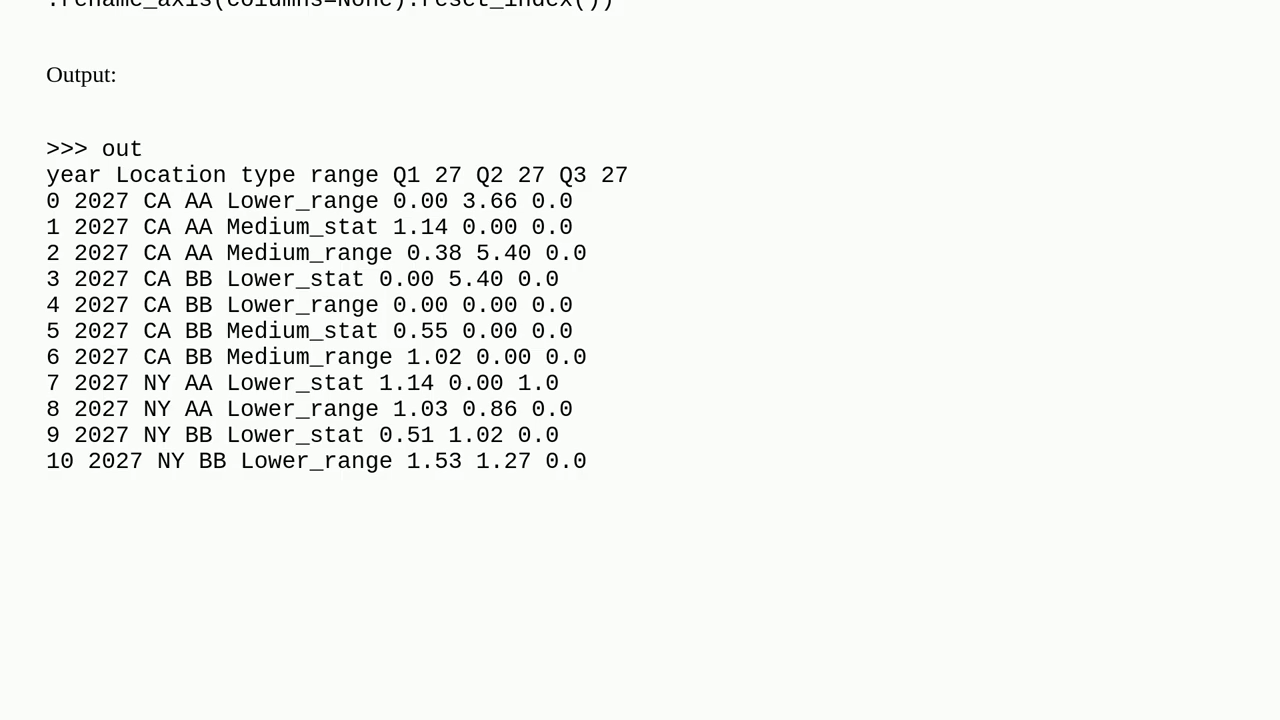 .rename_axis(columns=None).reset_index())
Output:
>>> out
year Location type range Q1 27 Q2 27 Q3 27
0 2027 CA AA Lower_range 0.00 3.66 0.0
1 2027 CA AA Medium_stat 1.14 0.00 0.0
2 2027 CA AA Medium_range 0.38 5.40 0.0
3 2027 CA BB Lower_stat 0.00 5.40 0.0
4 2027 CA BB Lower_range 0.00 0.00 0.0
5 2027 CA BB Medium_stat 0.55 0.00 0.0
6 2027 CA BB Medium_range 1.02 0.00 0.0
7 2027 NY AA Lower_stat 1.14 0.00 1.0
8 2027 NY AA Lower_range 1.03 0.86 0.0
9 2027 NY BB Lower_stat 0.51 1.02 0.0
10 2027 NY BB Lower_range 1.53 1.27 0.0